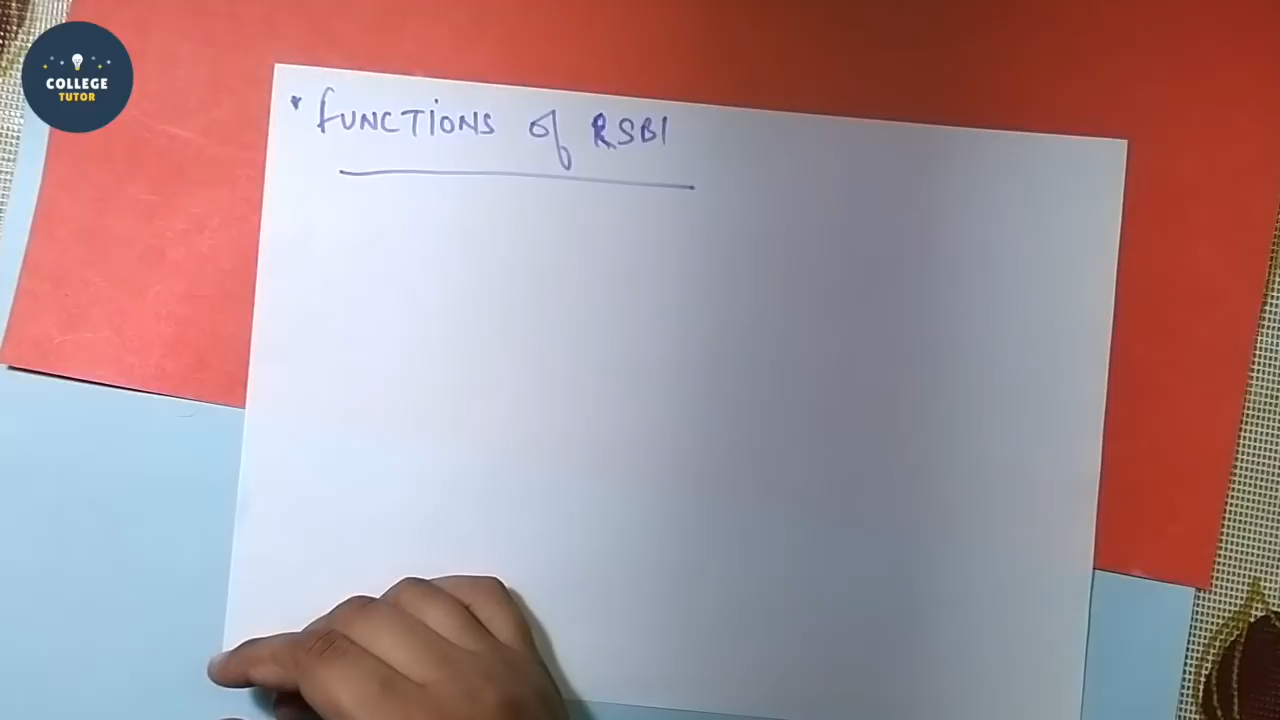 COLLEGE
TUTOR
• FUNCTIONS of RSBI